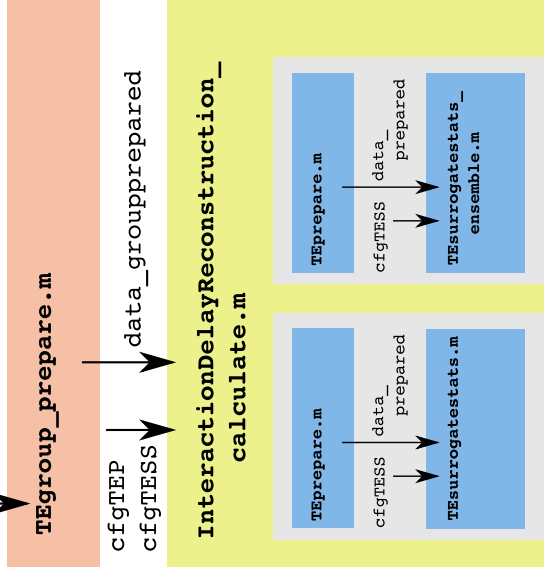 TEgroup_prepare.m
cfgTEP
cfgTESS
data_groupprepared
InteractionDelayReconstruction_
calculate.m
TEprepare.m
cfgTESS
data_
prepared
TEsurrogatestats.m
TEprepare.m
cfgTESS
data_
prepared
TEsurrogatestats_
ensemble.m